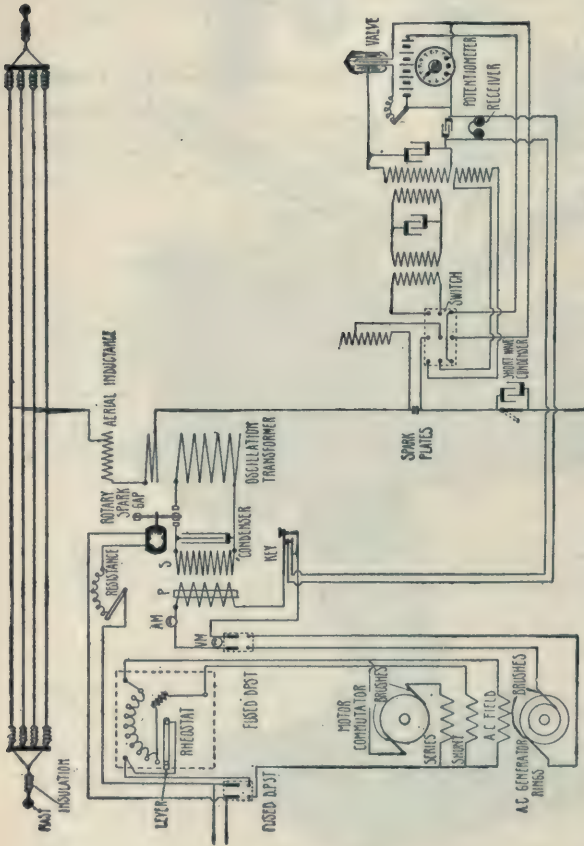 MAST
INSULATION
AERIAL INDUCTANCE
ROTARY
SPARK
GAP
RESISTANCE
OSCILLATION
TRANSFORMER
CONDENSER
S
P
AM
VM
KEY
RHEOSTAT
LEVER
FUSED DPST
FUSED DPST
MOTOR
COMMUTATOR
BRUSHES
SERIES
SHUNT
A.C FIELD
BRUSHES
A.C GENERATOR
RINGS
VALVE
POTENTIOMETER
RECEIVER
SWITCH
SHORT WAVE
CONDENSER
SPARK
PLATES